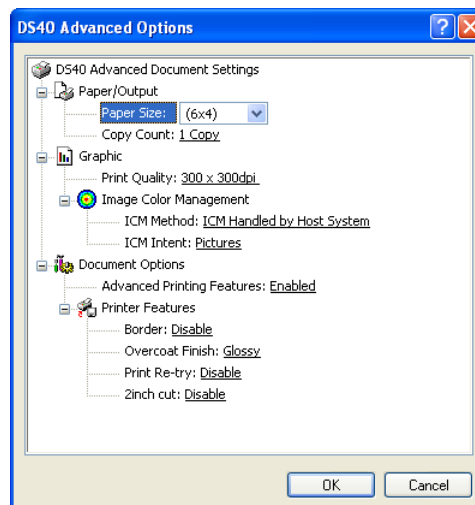 DS40 Advanced Options
DS40 Advanced Document Settings
Paper/Output
Paper Size: (6x4)
Copy Count: 1 Copy
Graphic
Print Quality: 300 x 300dpi
Image Color Management
ICM Method: ICM Handled by Host System
ICM Intent: Pictures
Document Options
Advanced Printing Features: Enabled
Printer Features
Border: Disable
Overcoat Finish: Glossy
Print Re-try: Disable
2inch cut: Disable
OK Cancel